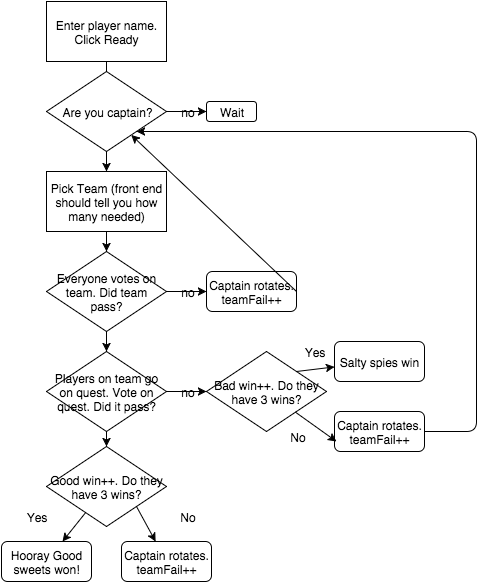 Enter player name.
Click Ready
Are you captain?
no
Wait
Pick Team (front end
should tell you how
many needed)
Everyone votes on
team. Did team
pass?
no
Captain rotates.
teamFail++
Players on team go
on quest. Vote on
quest. Did it pass?
no
Bad win++. Do they
have 3 wins?
Yes
Salty spies win
No
Captain rotates.
teamFail++
Good win++. Do they
have 3 wins?
Yes
No
Hooray Good
sweets won!
Captain rotates.
teamFail++